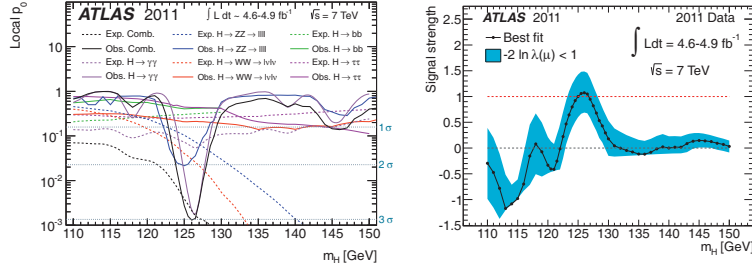 ATLAS 2011 ∫ L dt ~ 4.6-4.9 fb⁻¹ √s = 7 TeV
Local p₀
Exp. Comb.
Obs. Comb.
Exp. H → γγ
Obs. H → γγ
Exp. H → ZZ → llll
Obs. H → ZZ → llll
Exp. H → WW → lνlν
Obs. H → WW → lνlν
Exp. H → bb
Obs. H → bb
Exp. H → ττ
Obs. H → ττ
10
1
10⁻¹
10⁻²
10⁻³
1σ
2σ
3σ
110 115 120 125 130 135 140 145 150
m_H [GeV]
ATLAS 2011 2011 Data
Signal strength
Best fit
-2 ln λ(μ) < 1
∫ Ldt = 4.6-4.9 fb⁻¹
√s = 7 TeV
2.5
2
1.5
1
0.5
0
-0.5
-1
-1.5
110 115 120 125 130 135 140 145 150
m_H [GeV]